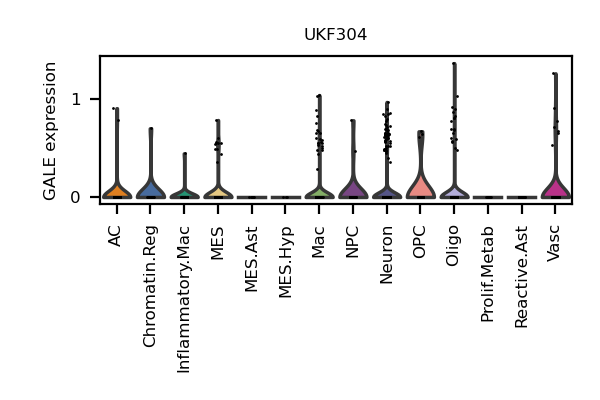 UKF304
GALE expression
1
0
AC
Chromatin.Reg
Inflammatory.Mac
MES
MES.Ast
MES.Hyp
Mac
NPC
Neuron
OPC
Oligo
Prolif.Metab
Reactive.Ast
Vasc